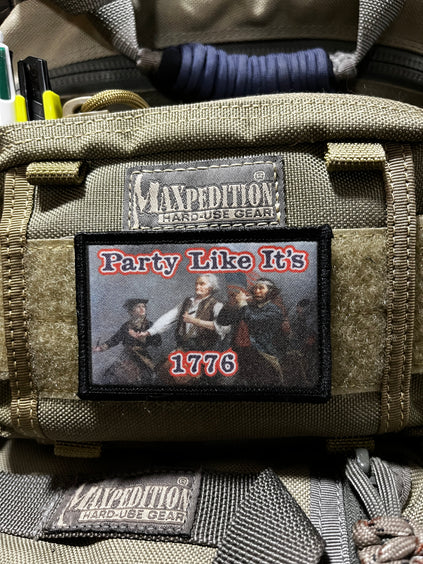 MAXPEDITION®
HARD-USE GEAR
Party Like It's
1776
MAXPEDITION®
HARD-USE GEAR